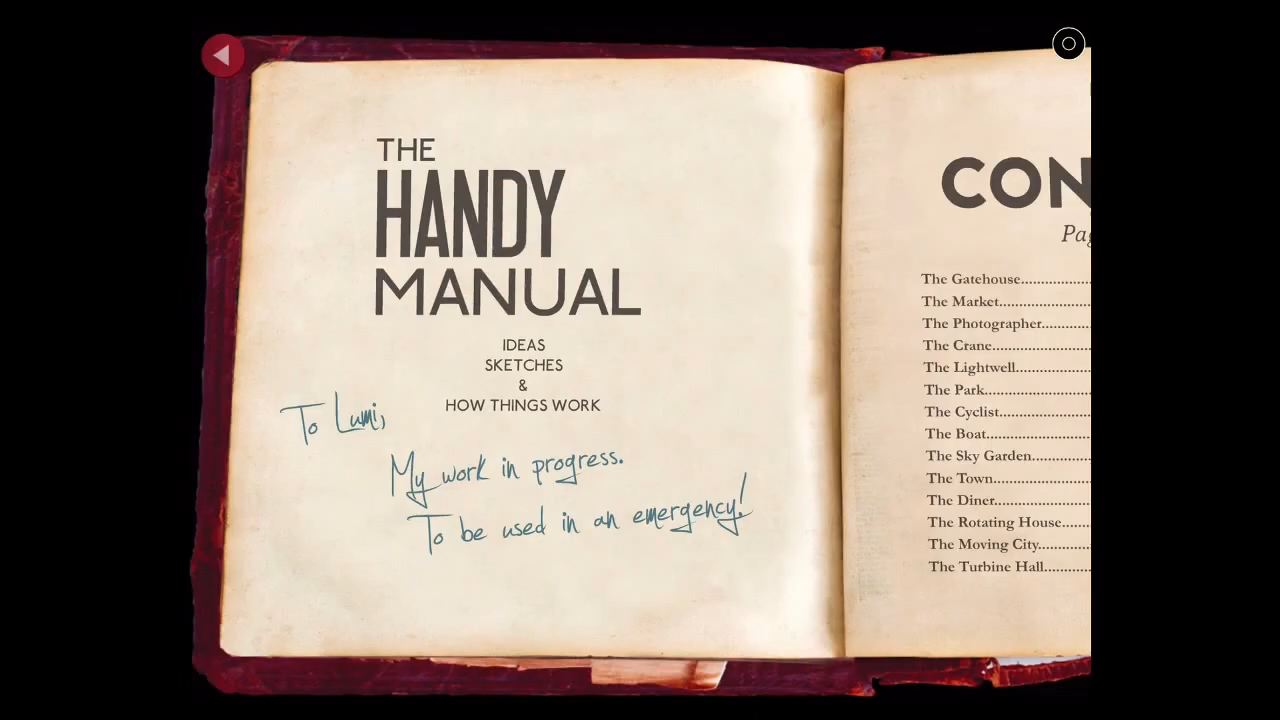 THE
HANDY
MANUAL
IDEAS
SKETCHES
&
HOW THINGS WORK
To Lumi,
My work in progress.
To be used in an emergency!
CON
Pag
The Gatehouse......................
The Market...........................
The Photographer.............
The Crane.............................
The Lightwell......................
The Park...............................
The Cyclist...........................
The Boat...............................
The Sky Garden.................
The Town.............................
The Diner.............................
The Rotating House.......
The Moving City..............
The Turbine Hall............